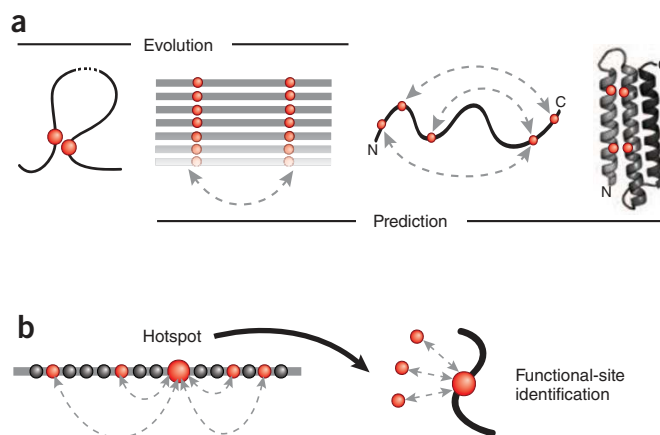 a
Evolution
N
C
N
Prediction
b
Hotspot
Functional-site
identification